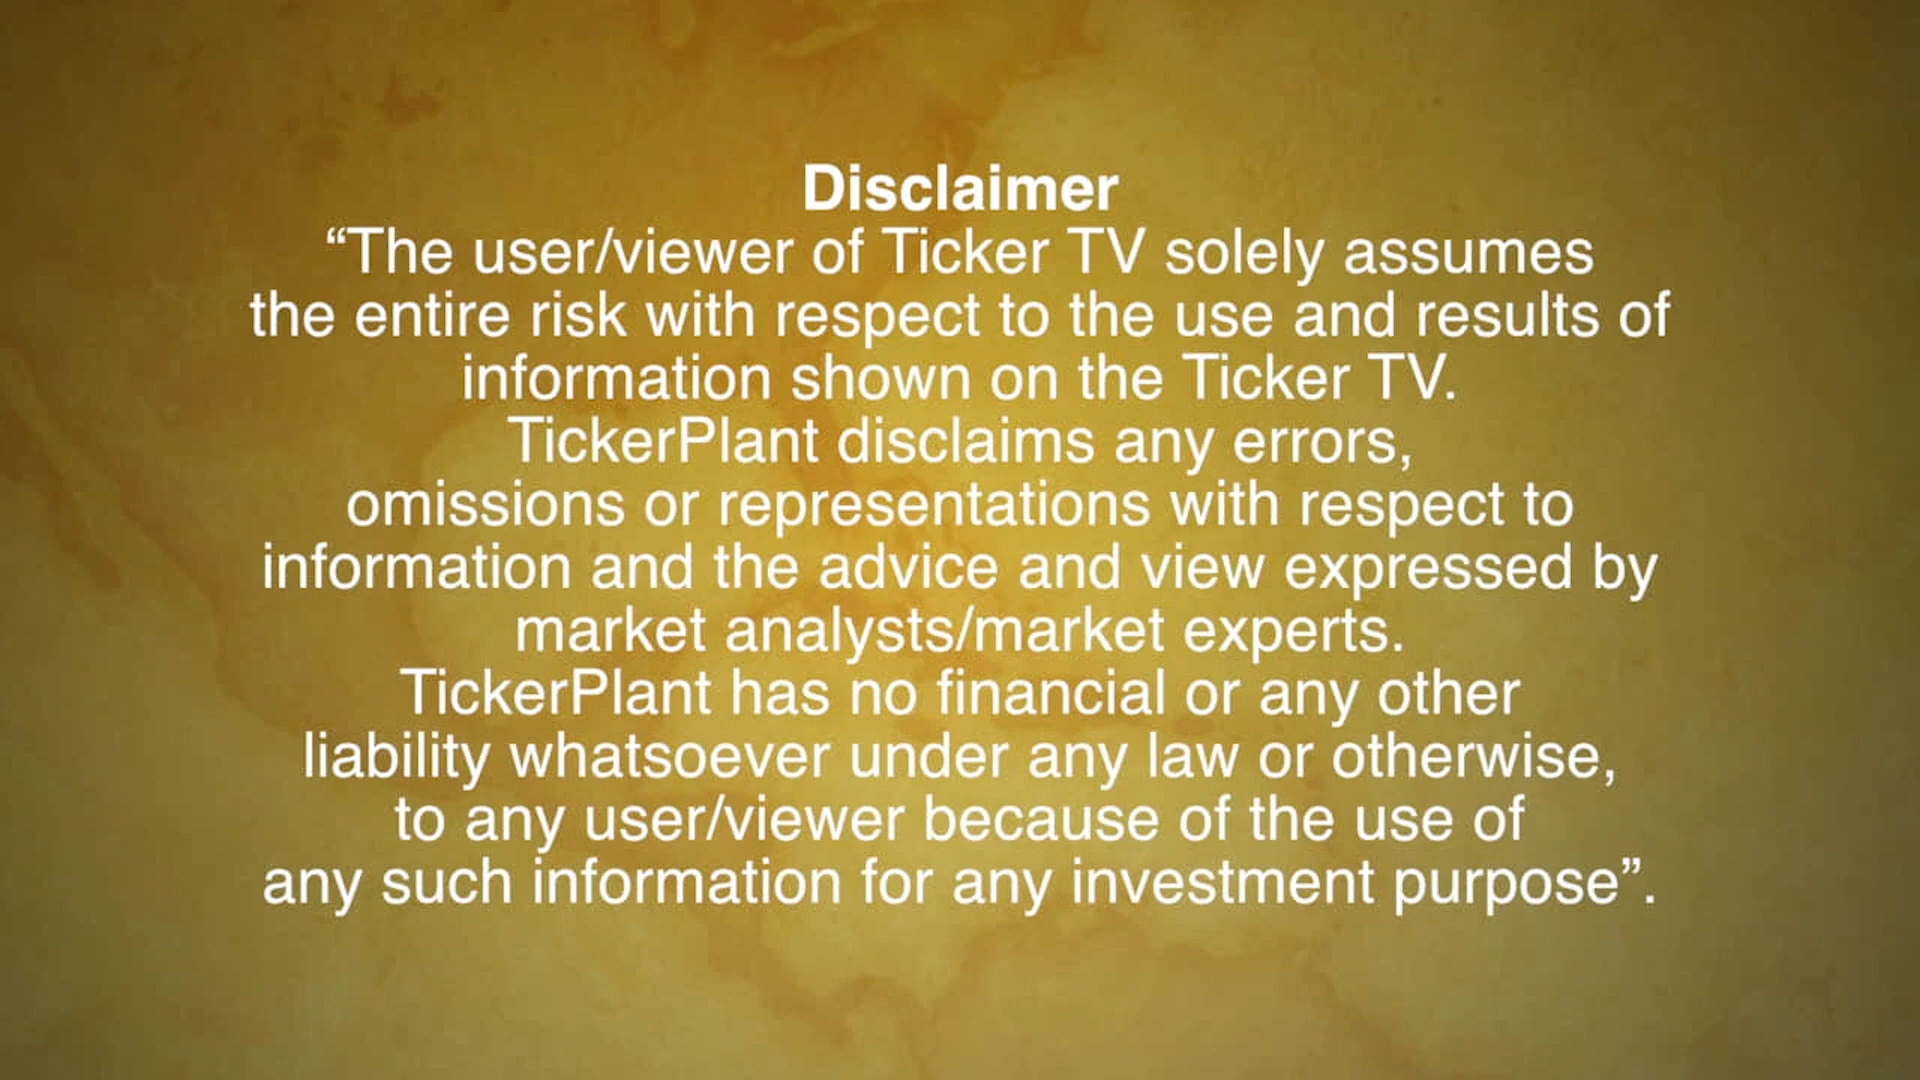 Disclaimer
“The user/viewer of Ticker TV solely assumes
the entire risk with respect to the use and results of
information shown on the Ticker TV.
TickerPlant disclaims any errors,
omissions or representations with respect to
information and the advice and view expressed by
market analysts/market experts.
TickerPlant has no financial or any other
liability whatsoever under any law or otherwise,
to any user/viewer because of the use of
any such information for any investment purpose”.